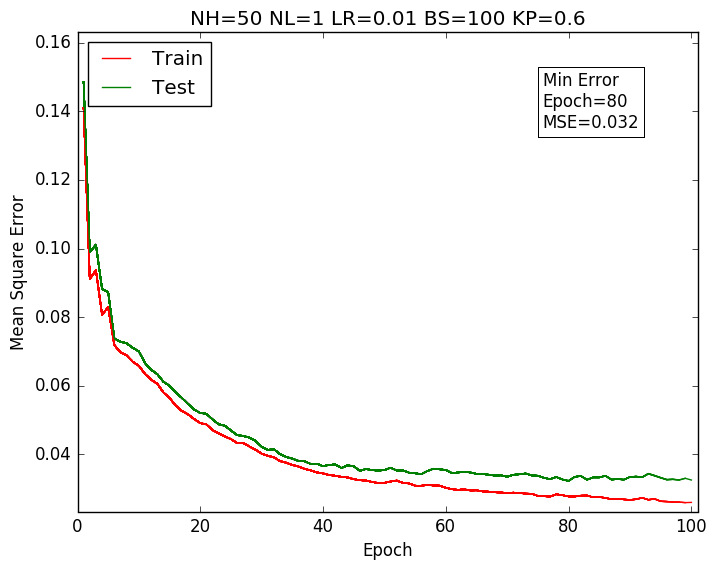 NH=50 NL=1 LR=0.01 BS=100 KP=0.6
Train
Test
Min Error
Epoch=80
MSE=0.032
Mean Square Error
0.16
0.14
0.12
0.10
0.08
0.06
0.04
0 20 40 60 80 100
Epoch